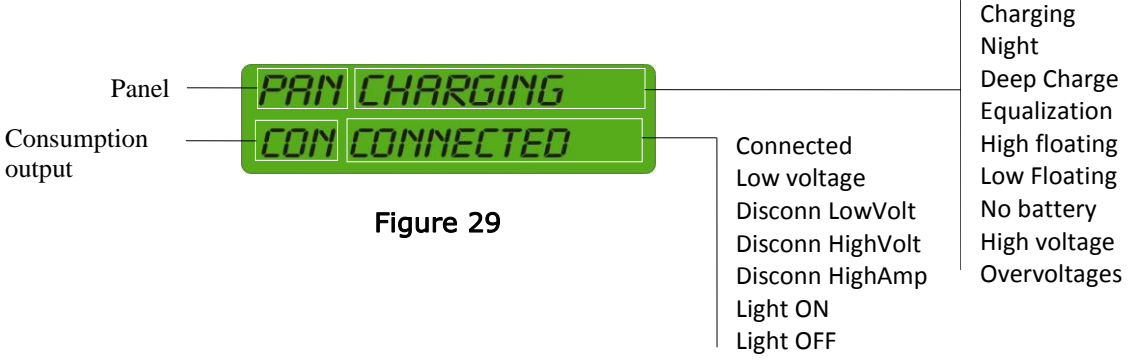 Panel
Consumption
output
PAN CHARGING
CON CONNECTED
Figure 29
Connected
Low voltage
Disconn LowVolt
Disconn HighVolt
Disconn HighAmp
Light ON
Light OFF
Charging
Night
Deep Charge
Equalization
High floating
Low Floating
No battery
High voltage
Overvoltages